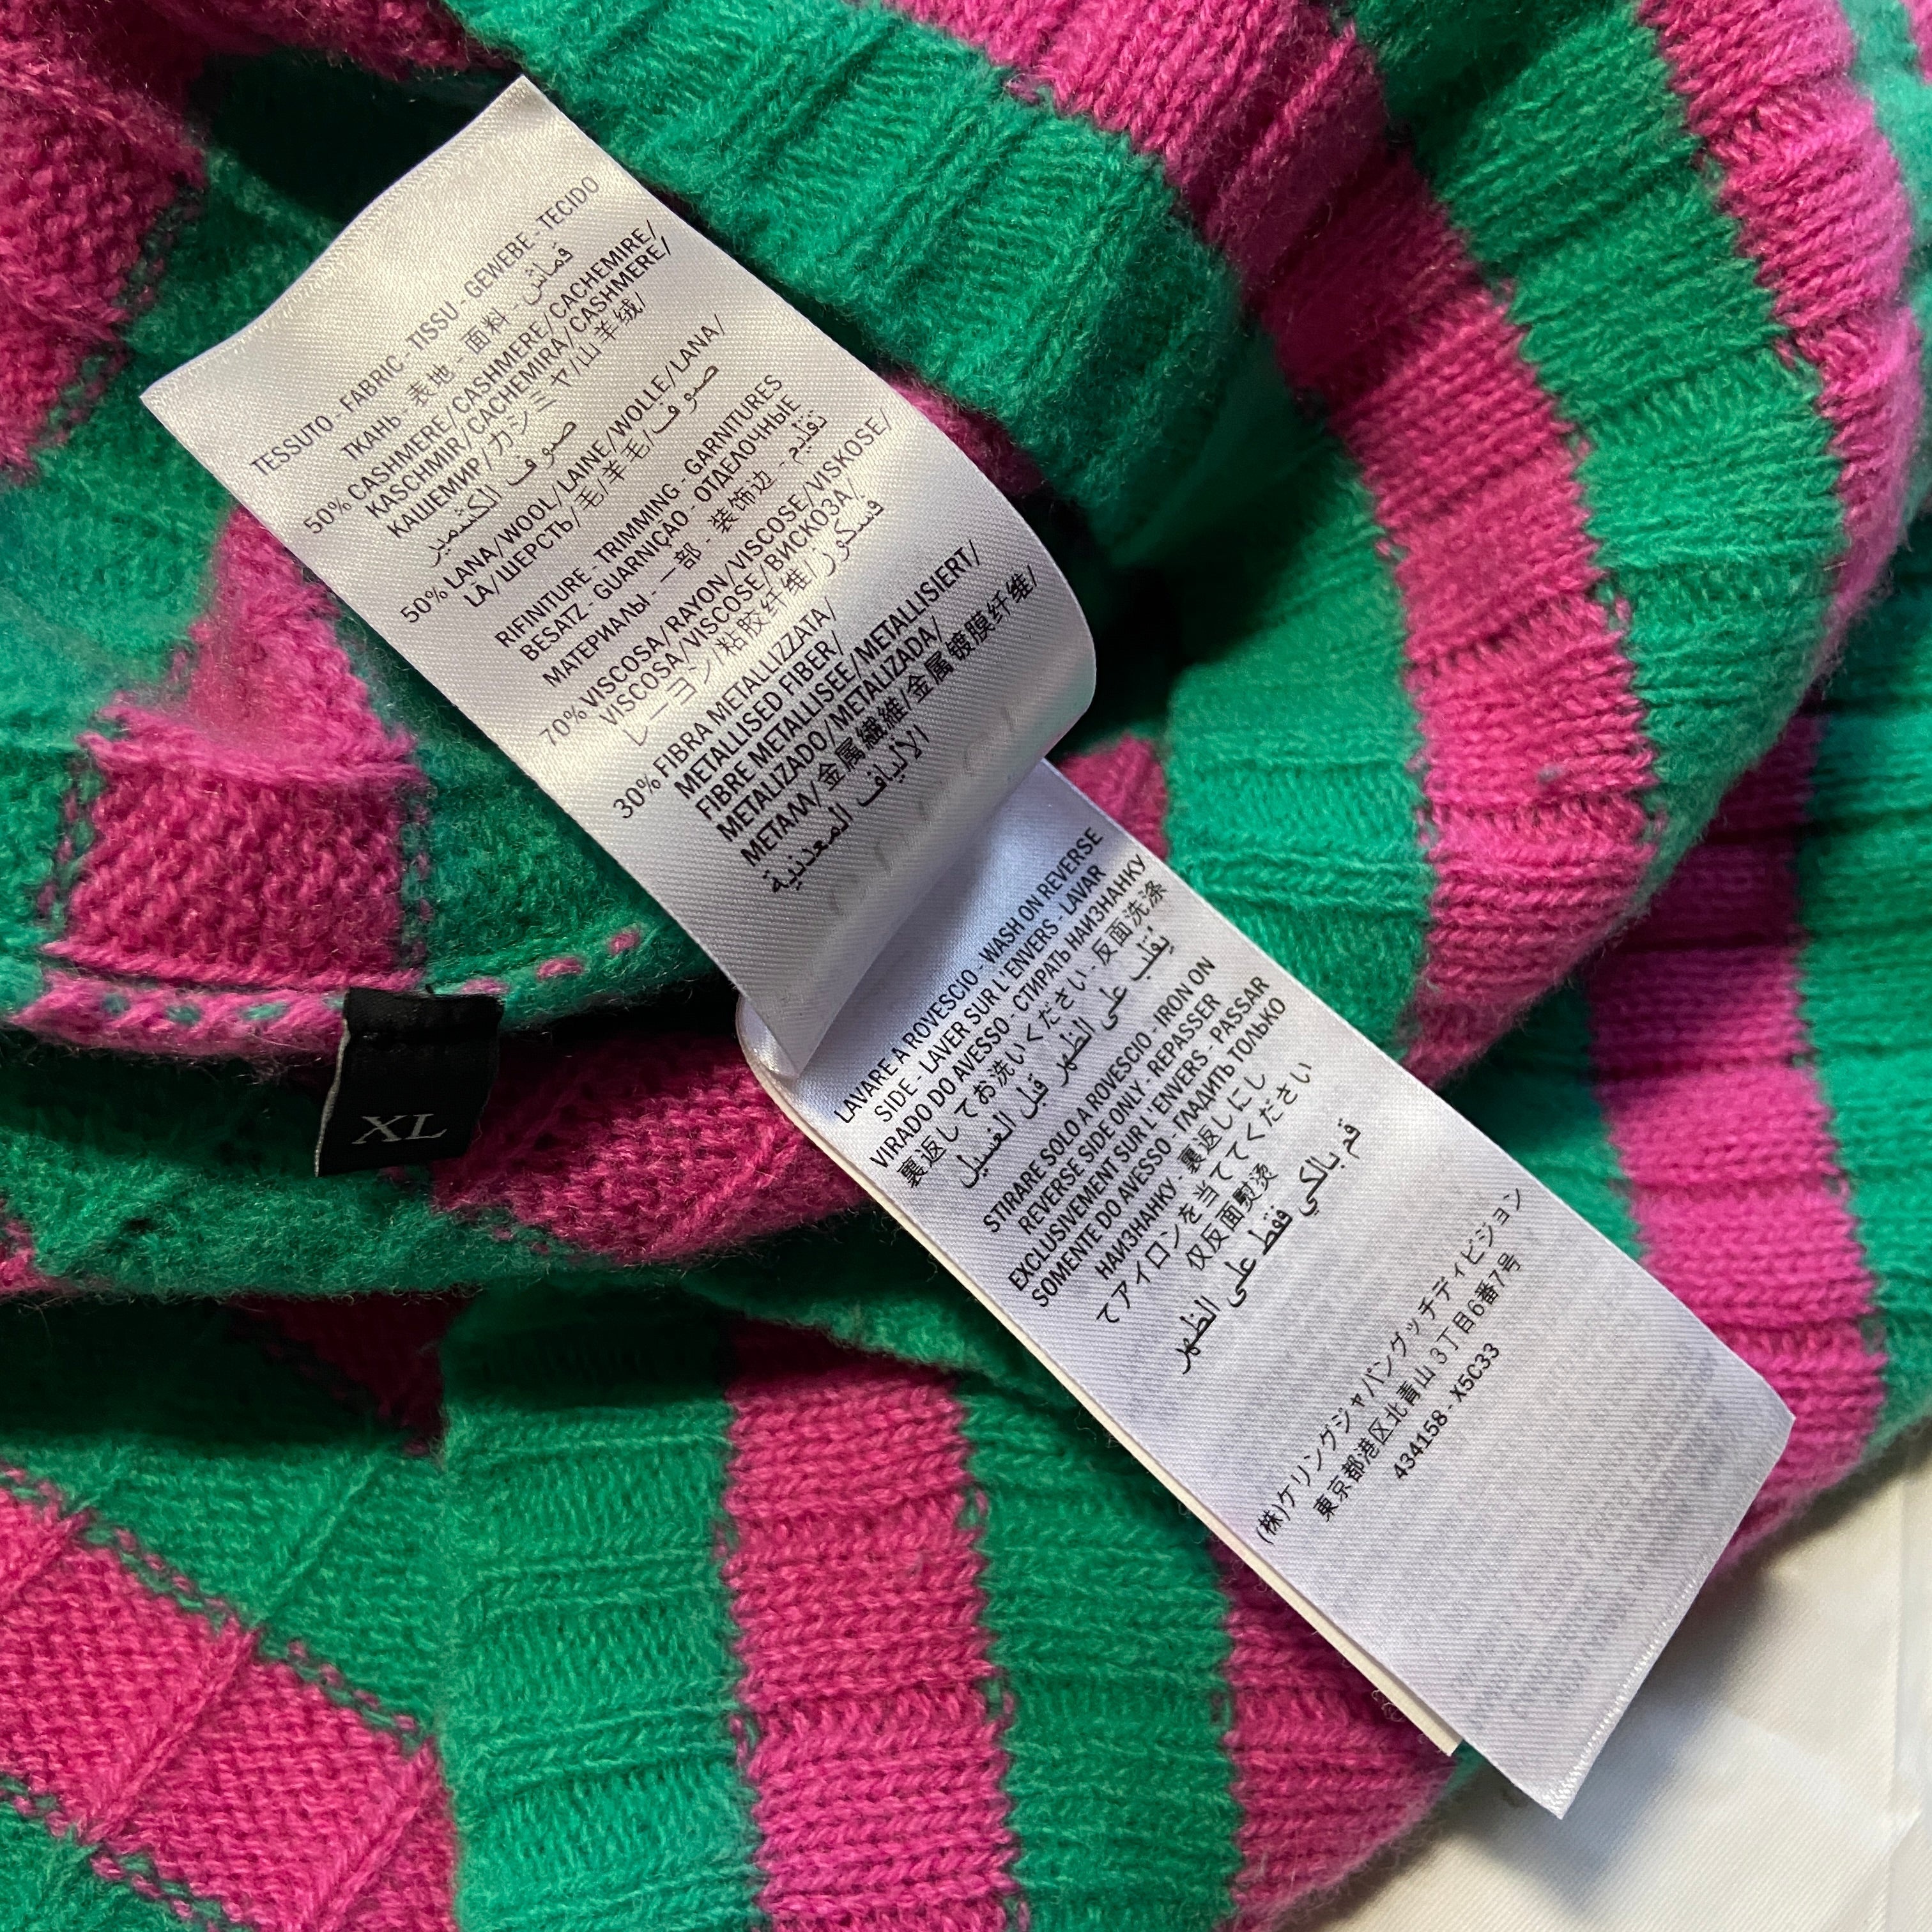 TESSUTO - FABRIC - TISSU - GEWEBE - TECIDO
ТКАНЬ - 表地 - 面料 - قماش
50% CASHMERE/CASHMERE/CACHEMIRE/
KASCHMIR/CACHEMIRA/CASHMERE/
КАШЕМИР/カシミヤ/山羊绒/
صوف الكشمير
50% LANA/WOOL/LAINE/WOLLE/LANA/
LÃ/ШЕРСТЬ/毛/羊毛/صوف
RIFINITURE - TRIMMING - GARNITURES
BESATZ - GUARNIÇAO - ОТДЕЛОЧНЫЕ
МАТЕРИАЛЫ - 一部 - 装饰边 - تقليم
70% VISCOSA/RAYON/VISCOSE/VISKOSE/
VISCOSA/VISCOSE/ВИСКОЗА/
レーヨン/粘胶纤维/فسكوز
30% FIBRA METALLIZZATA/
METALLISED FIBER/
FIBRE METALLISEE/METALLISIERT/
METALIZADO/METALIZADA/
МЕТАЛЛ/金属繊維/金属镀膜纤维/
الألياف المعدنية
XL
LAVARE A ROVESCIO - WASH ON REVERSE
SIDE - LAVER SUR L'ENVERS - LAVAR
VIRADO DO AVESSO - СТИРАТЬ НАИЗНАНКУ
裏返してお洗いください - 反面洗涤
يقلب على الظهر قبل الغسيل
STIRARE SOLO A ROVESCIO - IRON ON
REVERSE SIDE ONLY - REPASSER
EXCLUSIVEMENT SUR L'ENVERS - PASSAR
SOMENTE DO AVESSO - ГЛАДИТЬ ТОЛЬКО
НАИЗНАНКУ - 裏返しにし
てアイロンを当ててください
仅反面熨烫
قم بالكي فقط على الظهر
(株)ケリングジャパングッチディビジョン
東京都港区北青山3丁目6番7号
434158 - X5C33